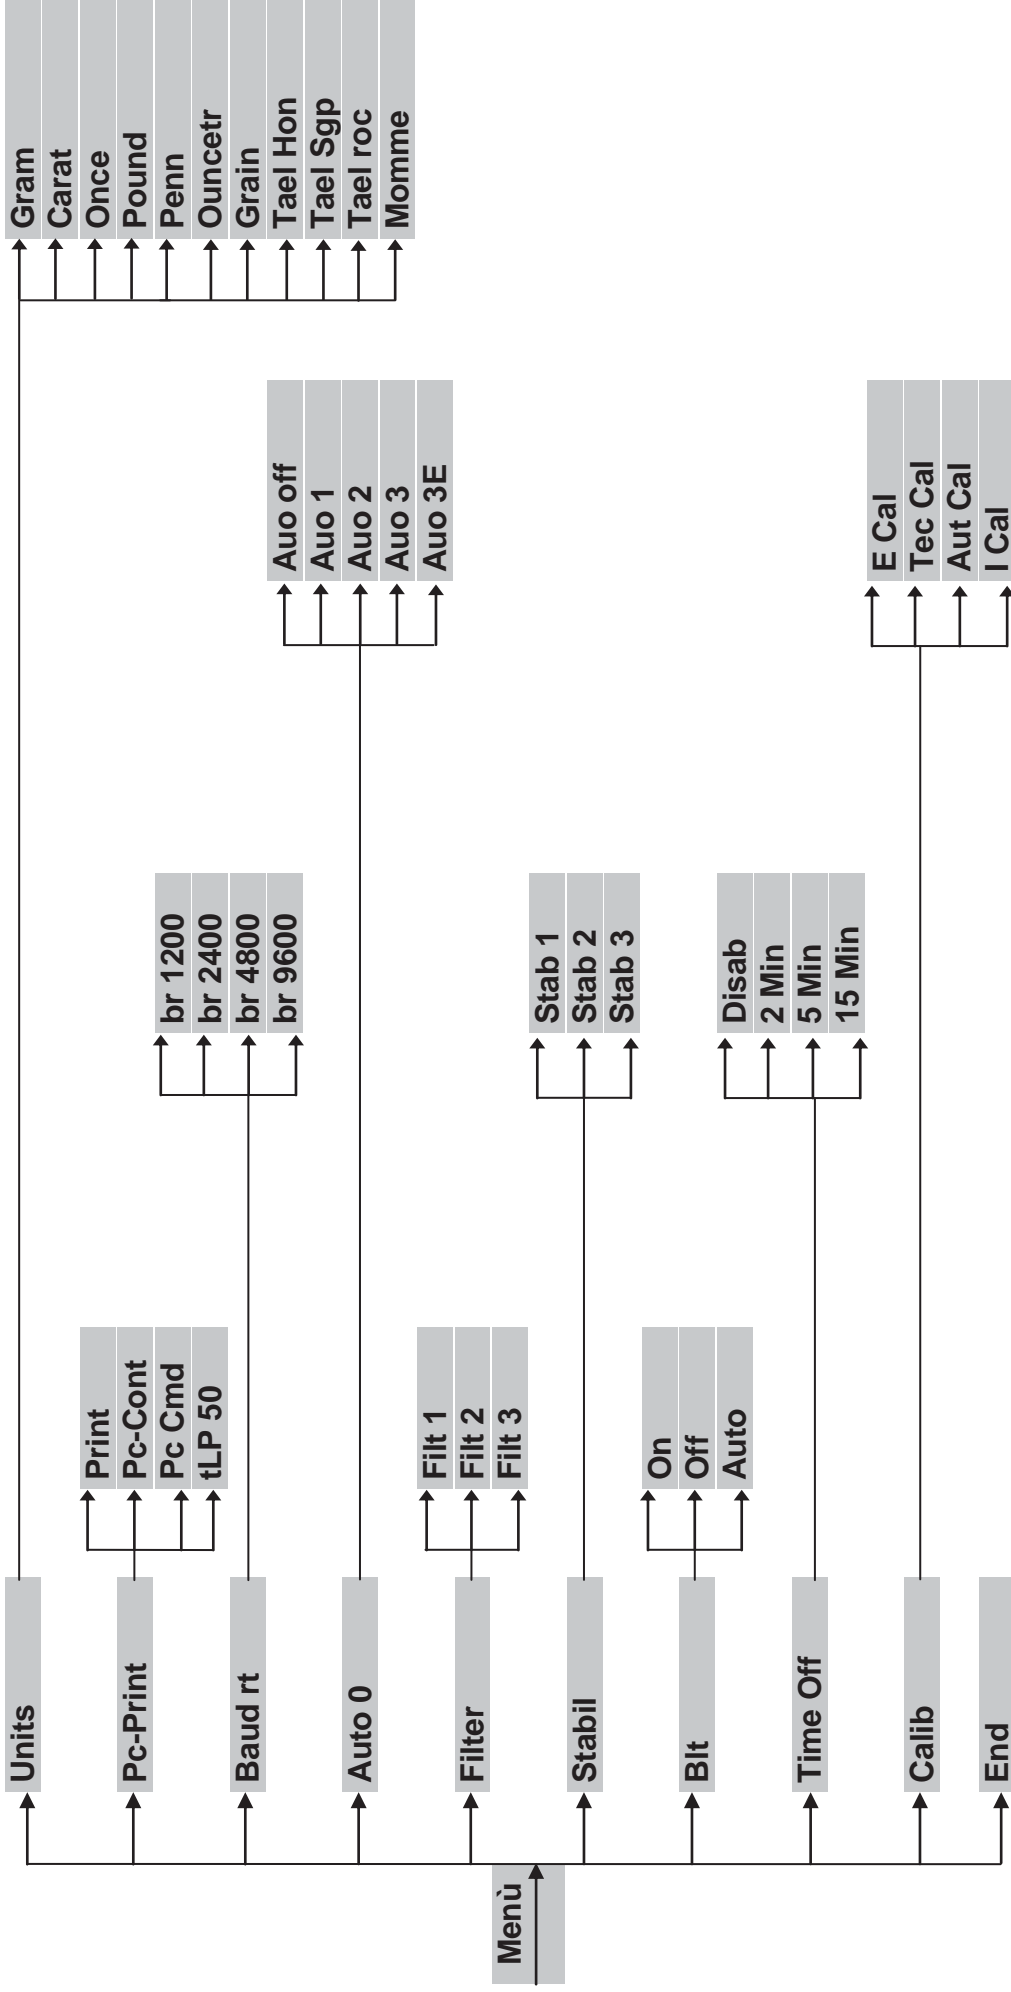 Menù
Units
Gram
Carat
Once
Pound
Penn
Ouncetr
Grain
Tael Hon
Tael Sgp
Tael roc
Momme
Pc-Print
Print
Pc-Cont
Pc Cmd
tLP 50
Baud rt
br 1200
br 2400
br 4800
br 9600
Auto 0
Auo off
Auo 1
Auo 2
Auo 3
Auo 3E
Filter
Filt 1
Filt 2
Filt 3
Stabil
Stab 1
Stab 2
Stab 3
Blt
On
Off
Auto
Time Off
Disab
2 Min
5 Min
15 Min
Calib
E Cal
Tec Cal
Aut Cal
I Cal
End